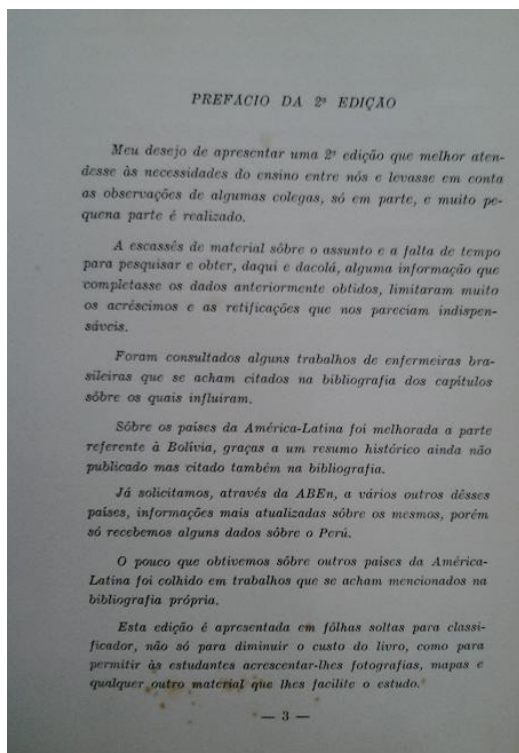 PREFÁCIO DA 2ª EDIÇÃO
Meu desejo de apresentar uma 2ª edição que melhor aten-
desse às necessidades do ensino entre nós e levasse em conta
as observações de algumas colegas, só em parte, e muito pe-
quena parte é realizado.
A escassês de material sôbre o assunto e a falta de tempo
para pesquisar e obter, daqui e dacolá, alguma informação que
completasse os dados anteriormente obtidos, limitaram muito
os acréscimos e as retificações que nos pareciam indispen-
sáveis.
Foram consultados alguns trabalhos de enfermeiras bra-
sileiras que se acham citados na bibliografia dos capítulos
sôbre os quais influiram.
Sôbre os países da América-Latina foi melhorada a parte
referente à Bolívia, graças a um resumo histórico ainda não
publicado mas citado também na bibliografia.
Já solicitamos, através da ABEn, a vários outros dêsses
países, informações mais atualizadas sôbre os mesmos, porém
só recebemos alguns dados sôbre o Perú.
O pouco que obtivemos sôbre outros países da América-
Latina foi colhido em trabalhos que se acham mencionados na
bibliografia própria.
Esta edição é apresentada em fôlhas soltas para classi-
ficador, não só para diminuir o custo do livro, como para
permitir às estudantes acrescentar-lhes fotografias, mapas e
qualquer outro material que lhes facilite o estudo.
— 3 —